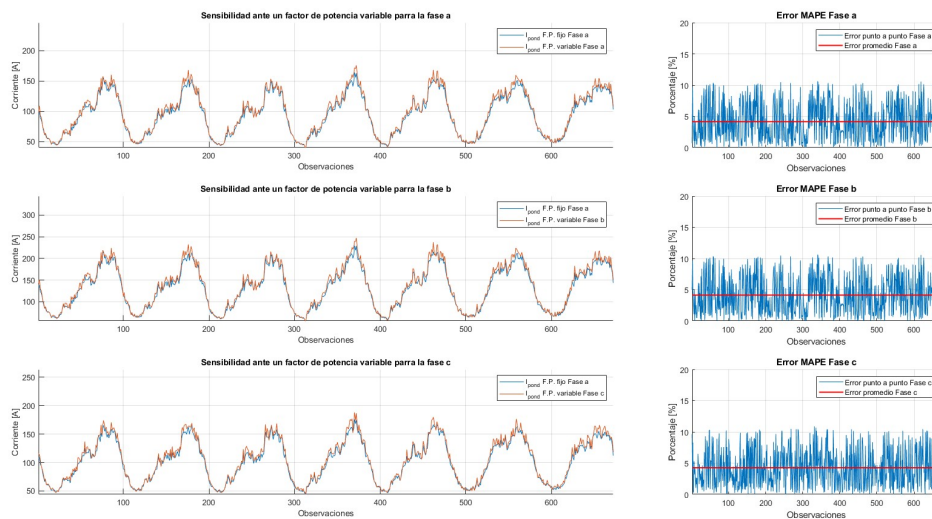 Sensibilidad ante un factor de potencia variable parra la fase a
Corriente [A]
200
150
100
50
I_pond F.P. fijo Fase a
I_pond F.P. variable Fase a
100 200 300 400 500 600
Observaciones
Error MAPE Fase a
Porcentaje [%]
20
15
10
5
0
Error punto a punto Fase a
Error promedio Fase a
100 200 300 400 500 600
Observaciones
Sensibilidad ante un factor de potencia variable parra la fase b
Corriente [A]
300
250
200
150
100
I_pond F.P. fijo Fase a
I_pond F.P. variable Fase b
100 200 300 400 500 600
Observaciones
Error MAPE Fase b
Porcentaje [%]
20
15
10
5
0
Error punto a punto Fase b
Error promedio Fase b
100 200 300 400 500 600
Observaciones
Sensibilidad ante un factor de potencia variable parra la fase c
Corriente [A]
250
200
150
100
50
I_pond F.P. fijo Fase a
I_pond F.P. variable Fase c
100 200 300 400 500 600
Observaciones
Error MAPE Fase c
Porcentaje [%]
20
15
10
5
0
Error punto a punto Fase c
Error promedio Fase c
100 200 300 400 500 600
Observaciones